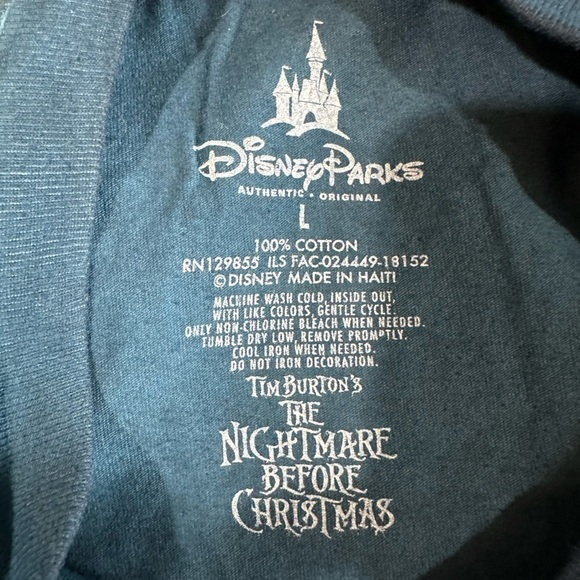 DISNEY PARKS
AUTHENTIC • ORIGINAL
L
100% COTTON
RN129855 ILS FAC-024449-18152
© DISNEY MADE IN HAITI
MACHINE WASH COLD, INSIDE OUT,
WITH LIKE COLORS, GENTLE CYCLE.
ONLY NON-CHLORINE BLEACH WHEN NEEDED.
TUMBLE DRY LOW, REMOVE PROMPTLY.
COOL IRON WHEN NEEDED.
DO NOT IRON DECORATION.
TIM BURTON'S
THE
NIGHTMARE
BEFORE
CHRISTMAS